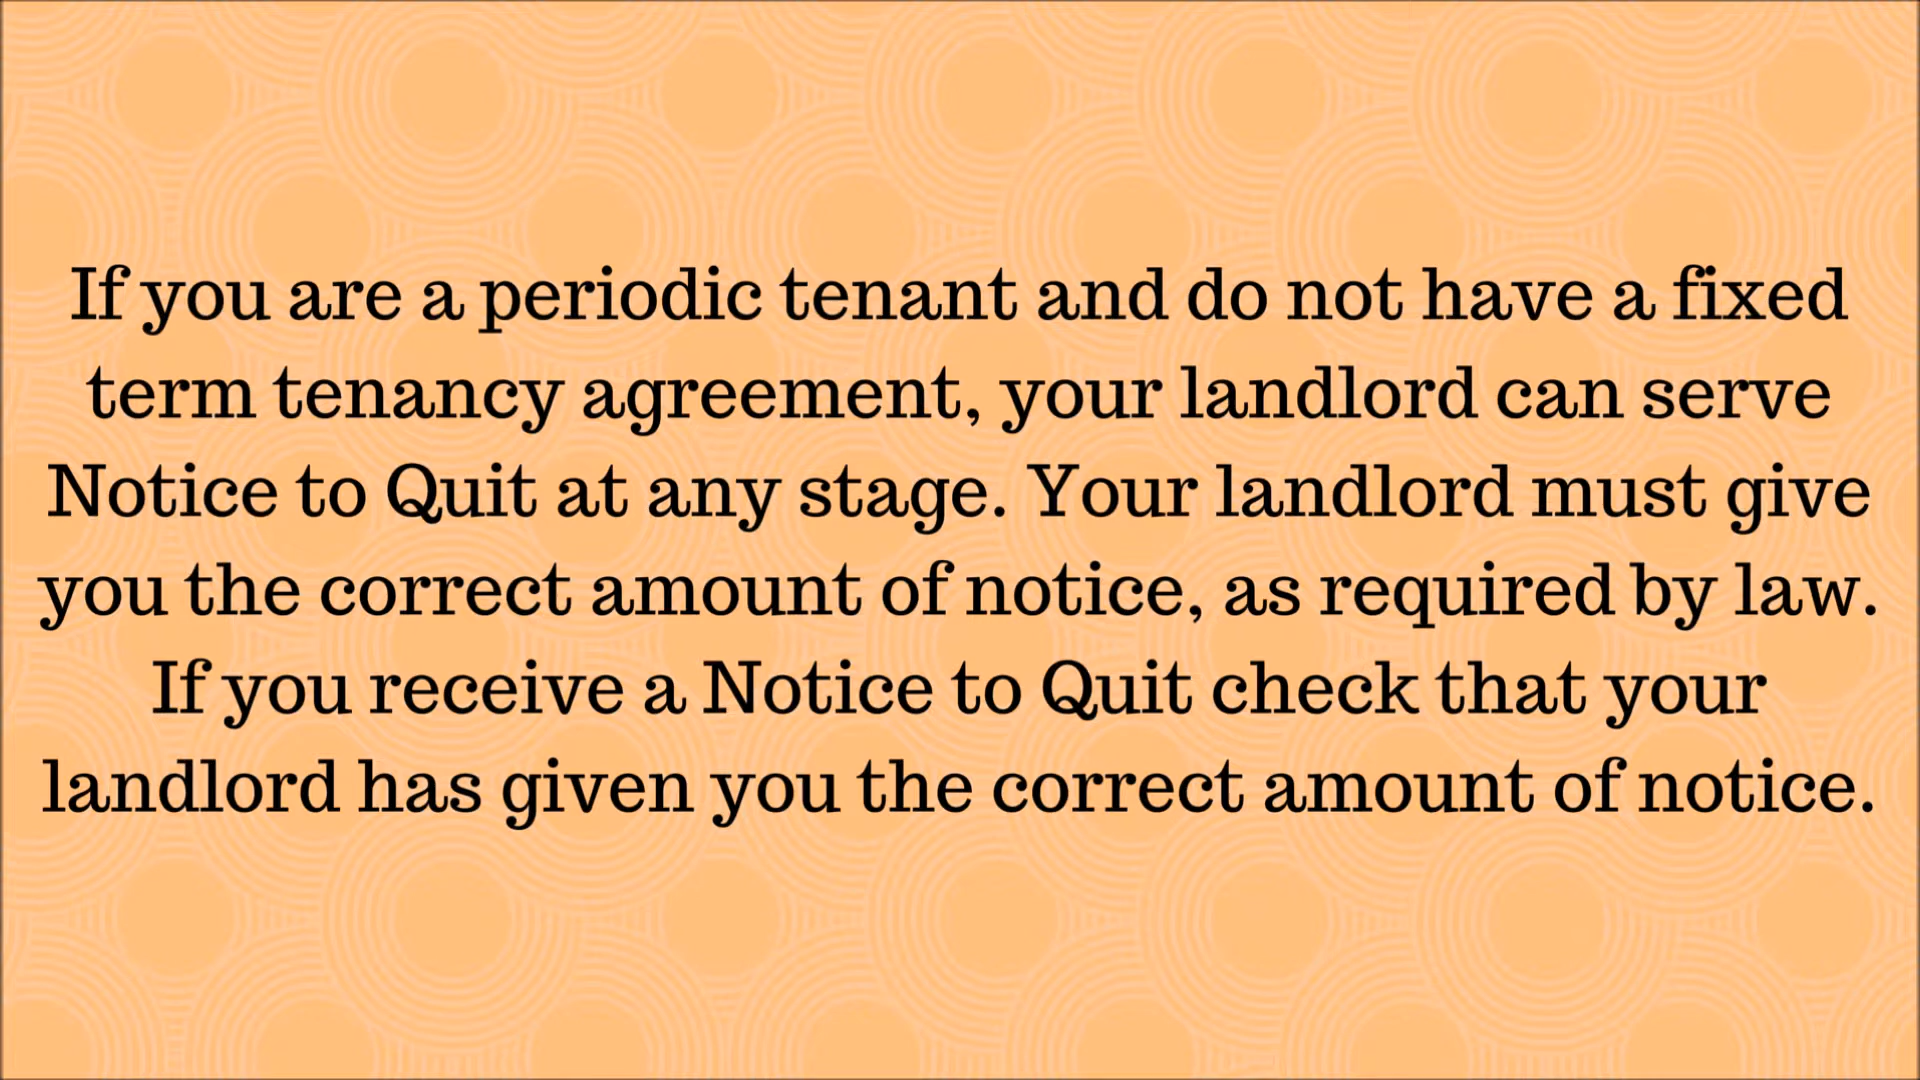 If you are a periodic tenant and do not have a fixed
term tenancy agreement, your landlord can serve
Notice to Quit at any stage. Your landlord must give
you the correct amount of notice, as required by law.
If you receive a Notice to Quit check that your
landlord has given you the correct amount of notice.